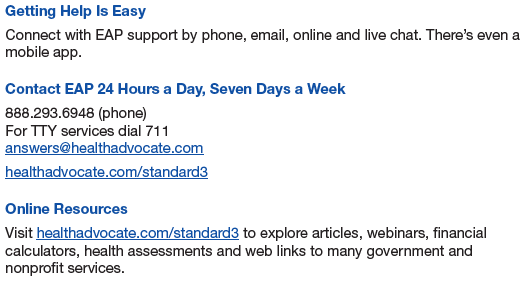 Getting Help Is Easy
Connect with EAP support by phone, email, online and live chat. There's even a
mobile app.
Contact EAP 24 Hours a Day, Seven Days a Week
888.293.6948 (phone)
For TTY services dial 711
answers@healthadvocate.com
healthadvocate.com/standard3
Online Resources
Visit healthadvocate.com/standard3 to explore articles, webinars, financial
calculators, health assessments and web links to many government and
nonprofit services.